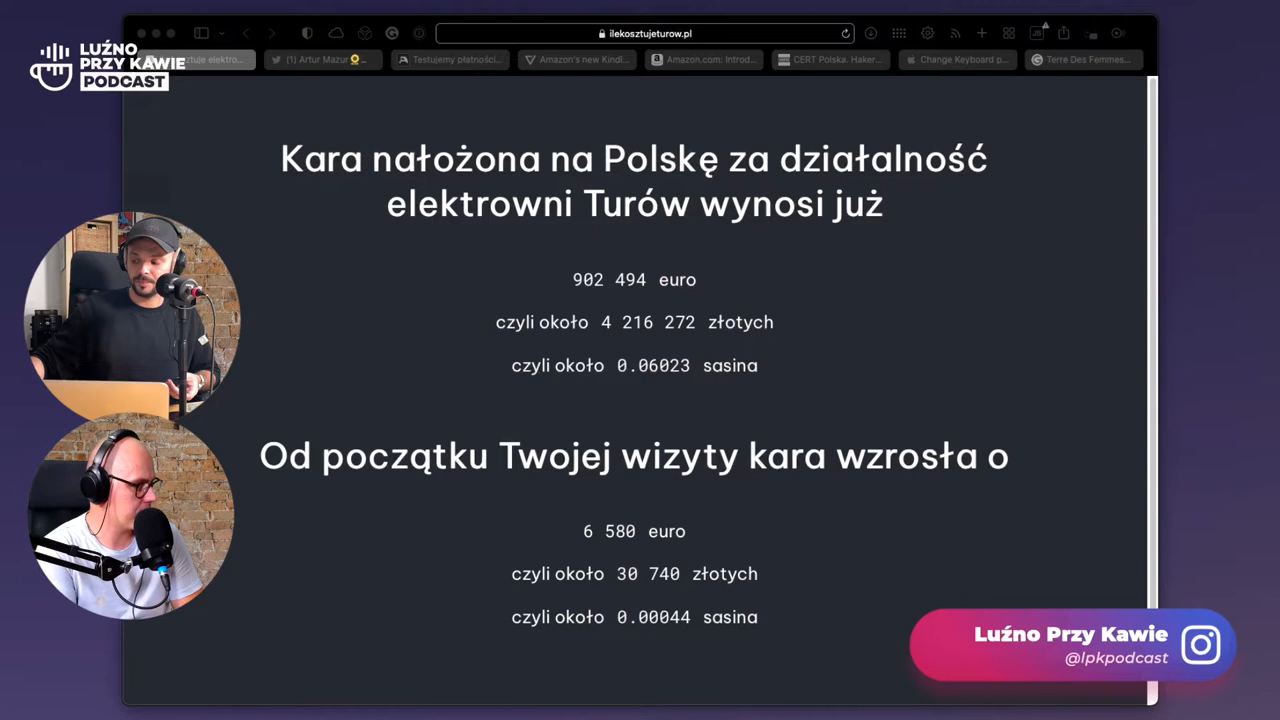 LUŹNO
PRZY KAWIE
PODCAST
ilekosztujeturow.pl
(1) Artur Mazur
Testujemy płatności...
Amazon's new Kindl...
Amazon.com: Introd...
CERT Polska. Haker...
Change Keyboard p...
Terre Des Femmes...
Kara nałożona na Polskę za działalność
elektrowni Turów wynosi już
902 494 euro
czyli około 4 216 272 złotych
czyli około 0.06023 sasina
Od początku Twojej wizyty kara wzrosła o
6 580 euro
czyli około 30 740 złotych
czyli około 0.00044 sasina
Luźno Przy Kawie
@lpkpodcast